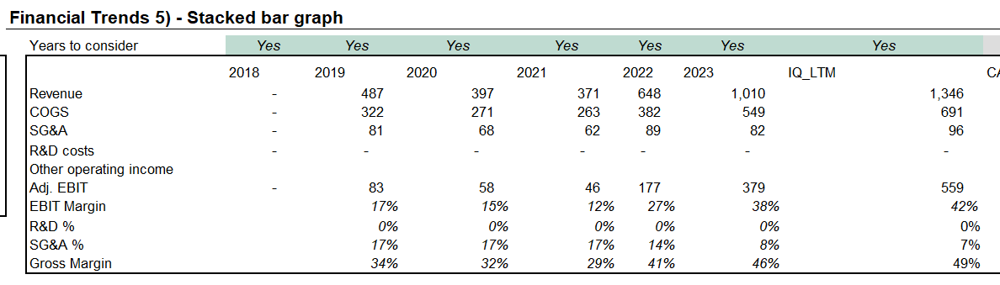 Financial Trends 5) - Stacked bar graph
Years to consider Yes Yes Yes Yes Yes Yes Yes
2018 2019 2020 2021 2022 2023 IQ_LTM CA
Revenue - 487 397 371 648 1,010 1,346
COGS - 322 271 263 382 549 691
SG&A - 81 68 62 89 82 96
R&D costs - - - - - - -
Other operating income
Adj. EBIT - 83 58 46 177 379 559
EBIT Margin 17% 15% 12% 27% 38% 42%
R&D % 0% 0% 0% 0% 0% 0%
SG&A % 17% 17% 17% 14% 8% 7%
Gross Margin 34% 32% 29% 41% 46% 49%